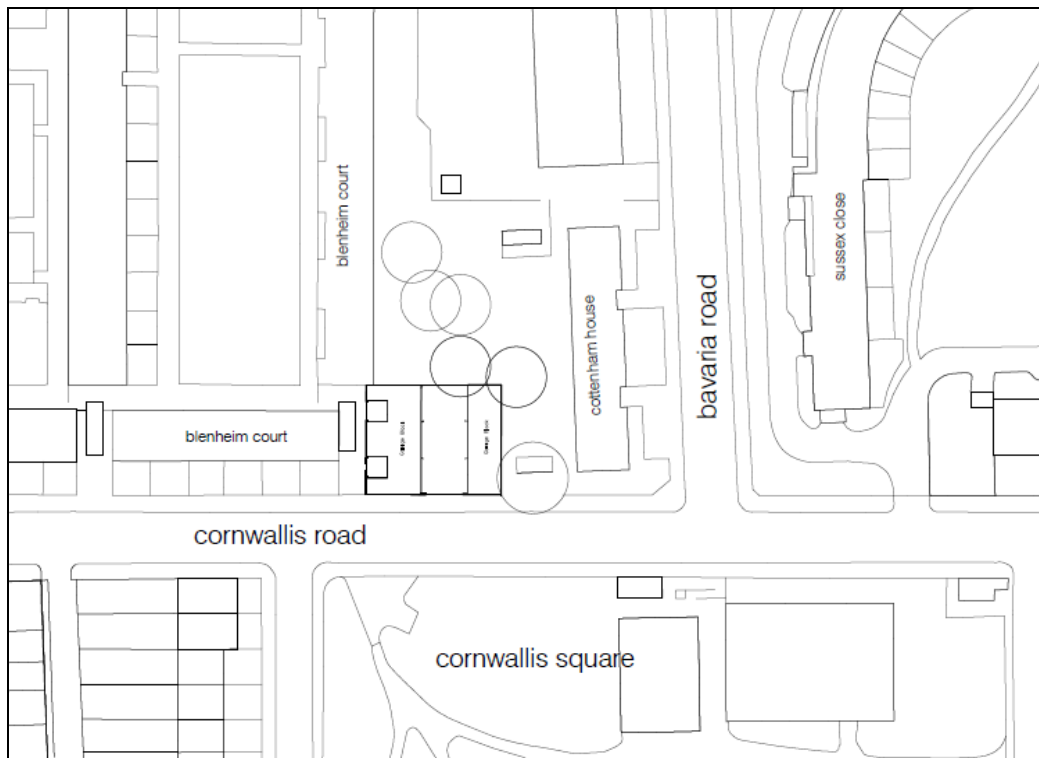 blenheim court
sussex close
bavaria road
cottenham house
blenheim court
cornwallis road
cornwallis square